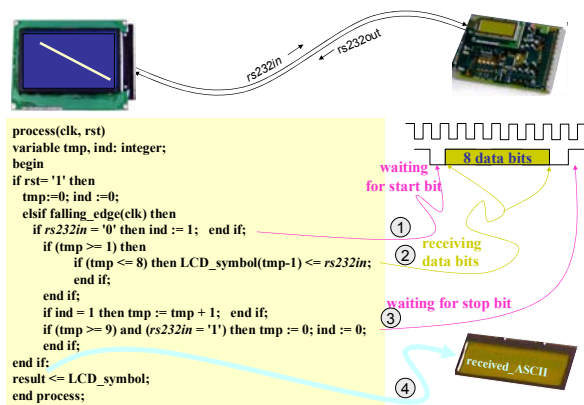 rs232in
rs232out
process(clk, rst)
variable tmp, ind: integer;
begin
if rst= '1' then
tmp:=0; ind :=0;
elsif falling_edge(clk) then
if rs232in = '0' then ind := 1; end if;
if (tmp >= 1) then
if (tmp <= 8) then LCD_symbol(tmp-1) <= rs232in;
end if;
end if;
if ind = 1 then tmp := tmp + 1; end if;
if (tmp >= 9) and (rs232in = '1') then tmp := 0; ind := 0;
end if;
end if;
result <= LCD_symbol;
end process;
8 data bits
waiting
for start bit
1
2
receiving
data bits
waiting for stop bit
3
received_ASCII
4